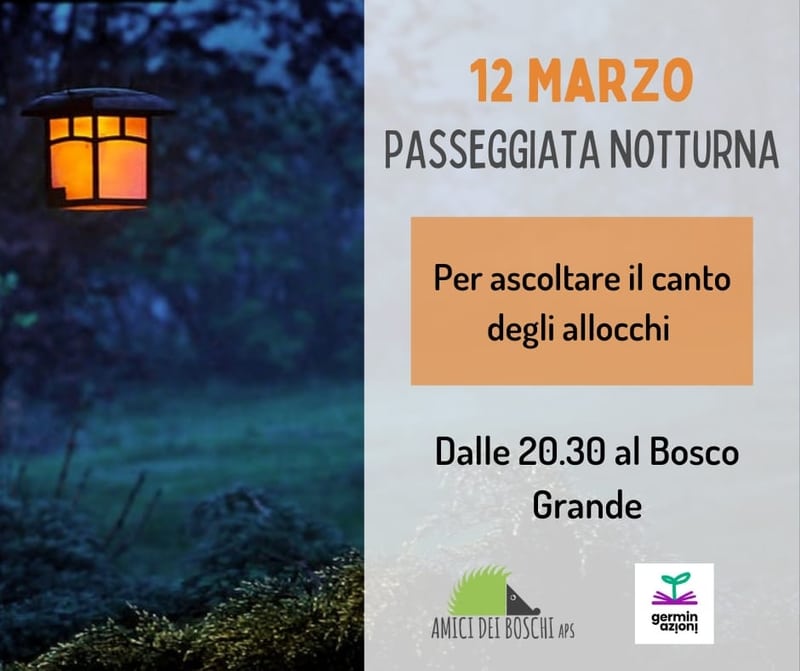 12 MARZO
PASSEGGIATA NOTTURNA
Per ascoltare il canto
degli allocchi
Dalle 20.30 al Bosco
Grande
AMICI DEI BOSCHI APS
germin
azioni